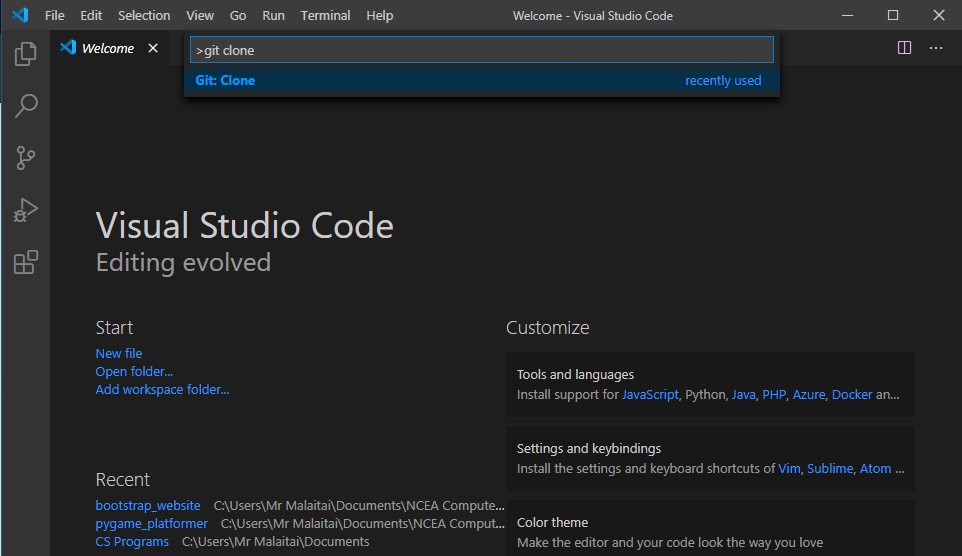 File Edit Selection View Go Run Terminal Help Welcome - Visual Studio Code
Welcome
>git clone
Git: Clone recently used
Visual Studio Code
Editing evolved
Start
New file
Open folder...
Add workspace folder...
Recent
bootstrap_website C:\Users\Mr Malaitai\Documents\NCEA Compute...
pygame_platformer C:\Users\Mr Malaitai\Documents\NCEA Comput...
CS Programs C:\Users\Mr Malaitai\Documents
Customize
Tools and languages
Install support for JavaScript, Python, Java, PHP, Azure, Docker an...
Settings and keybindings
Install the settings and keyboard shortcuts of Vim, Sublime, Atom ...
Color theme
Make the editor and your code look the way you love